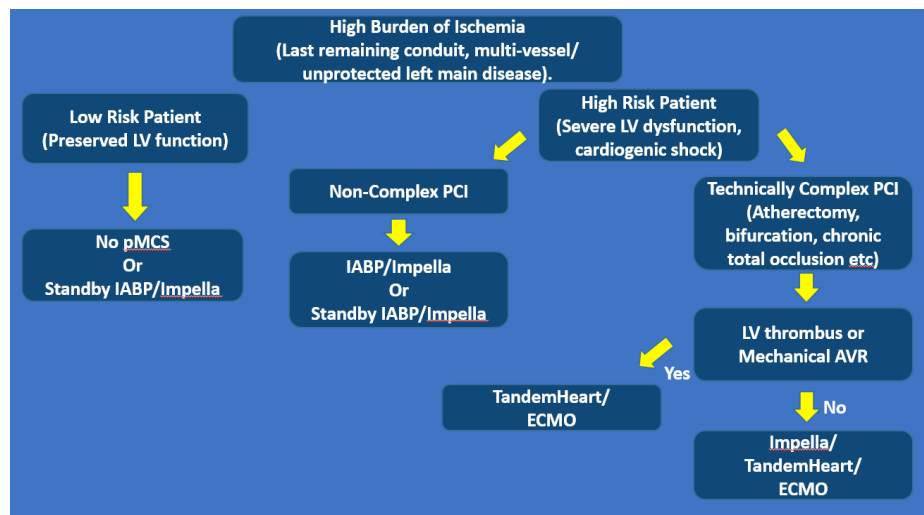 High Burden of Ischemia
(Last remaining conduit, multi-vessel/
unprotected left main disease).
Low Risk Patient
(Preserved LV function)
High Risk Patient
(Severe LV dysfunction,
cardiogenic shock)
No pMCS
Or
Standby IABP/Impella
Non-Complex PCI
IABP/Impella
Or
Standby IABP/Impella
Technically Complex PCI
(Atherectomy,
bifurcation, chronic
total occlusion etc)
LV thrombus or
Mechanical AVR
Yes
TandemHeart/
ECMO
No
Impella/
TandemHeart/
ECMO